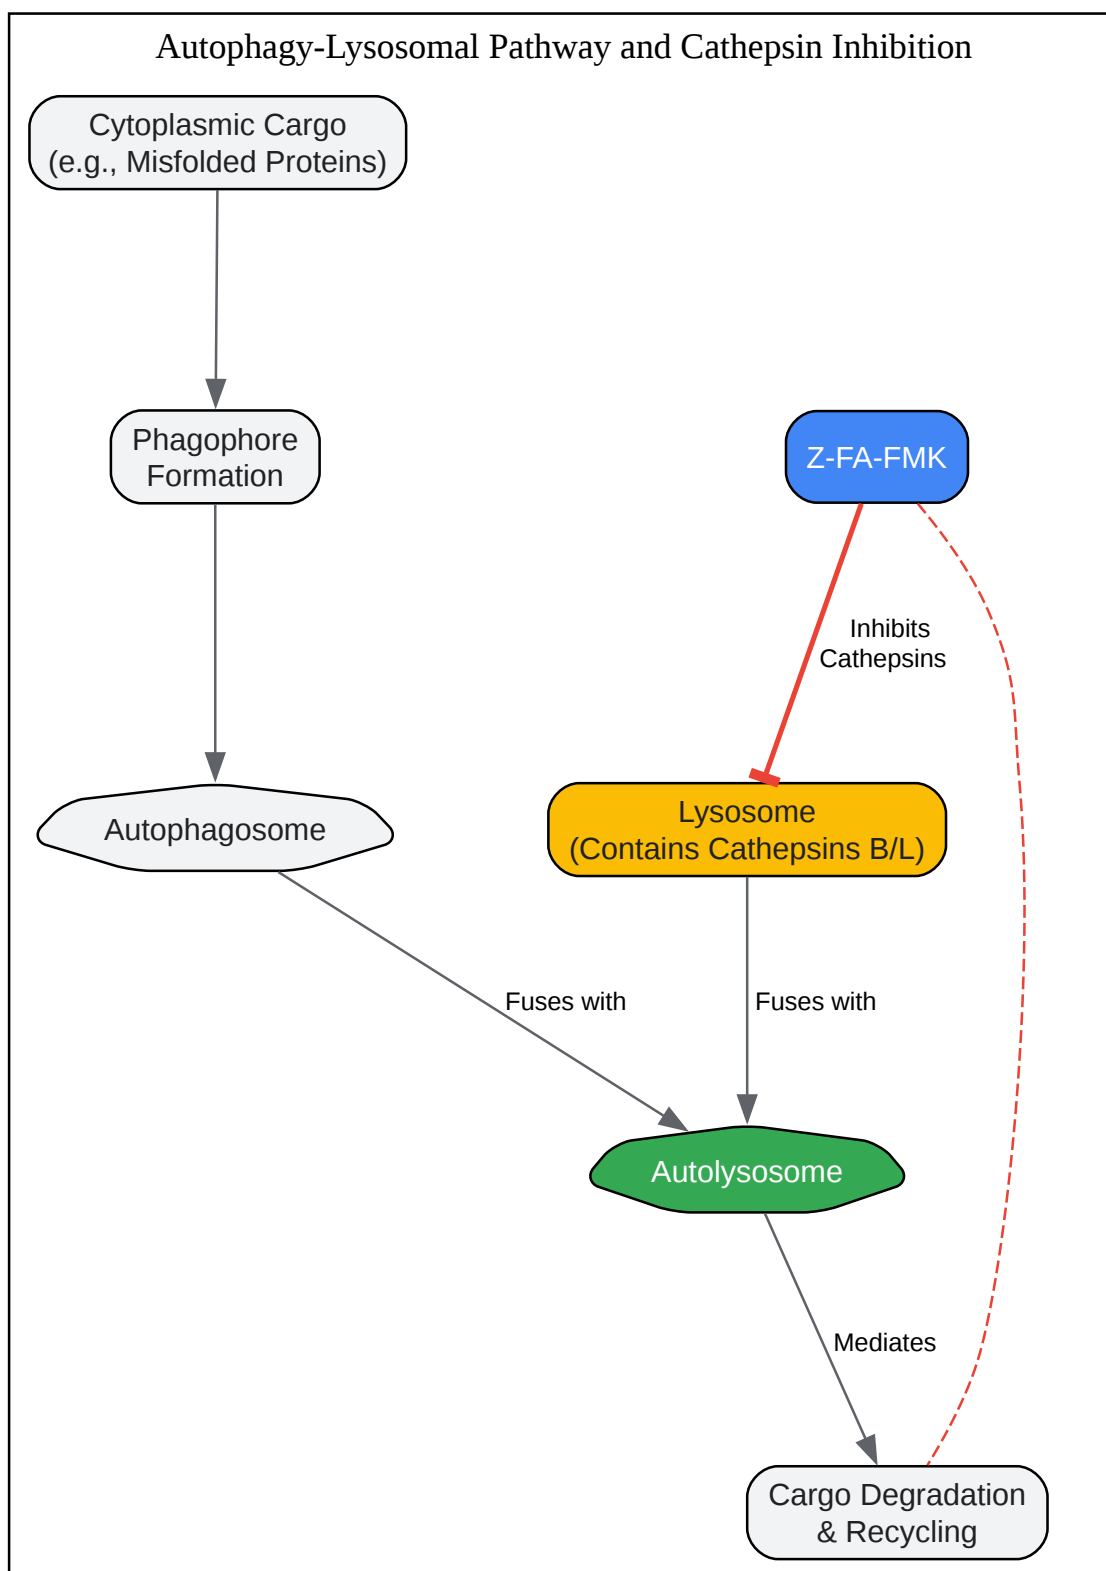 Autophagy-Lysosomal Pathway and Cathepsin Inhibition
Cytoplasmic Cargo
(e.g., Misfolded Proteins)
Phagophore
Formation
Z-FA-FMK
Inhibits
Cathepsins
Autophagosome
Lysosome
(Contains Cathepsins B/L)
Fuses with
Fuses with
Autolysosome
Mediates
Cargo Degradation
& Recycling